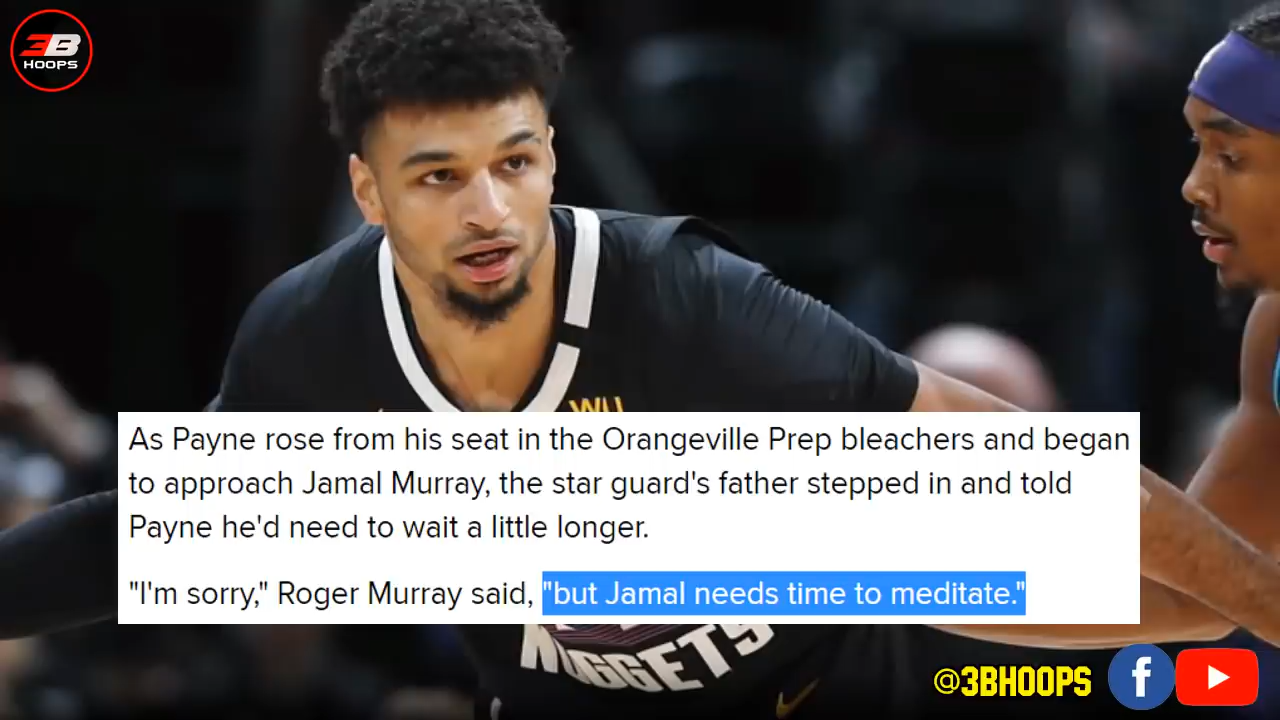 3B
HOOPS
WU
As Payne rose from his seat in the Orangeville Prep bleachers and began
to approach Jamal Murray, the star guard's father stepped in and told
Payne he'd need to wait a little longer.
"I'm sorry," Roger Murray said, "but Jamal needs time to meditate."
NUGGETS
@3BHOOPS
f